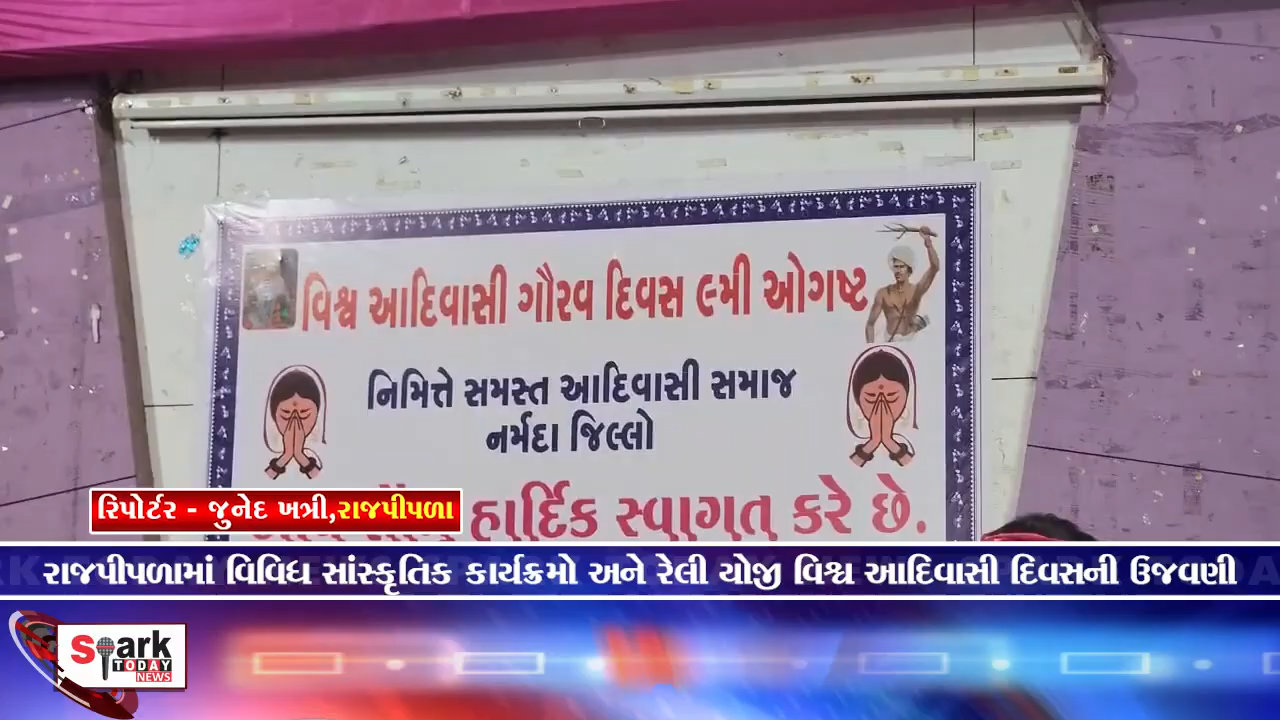 વિશ્વ આદિવાસી ગૌરવ દિવસ ૯મી ઓગષ્ટ
નિમિત્તે સમસ્ત આદિવાસી સમાજ
નર્મદા જિલ્લો
હાર્દિક સ્વાગત કરે છે.
રિપોર્ટર - જુનેદ ખત્રી,રાજપીપળા
રાજપીપળામાં વિવિધ સાંસ્કૃતિક કાર્યક્રમો અને રેલી યોજી વિશ્વ આદિવાસી દિવસની ઉજવણી
Spark
TODAY
NEWS